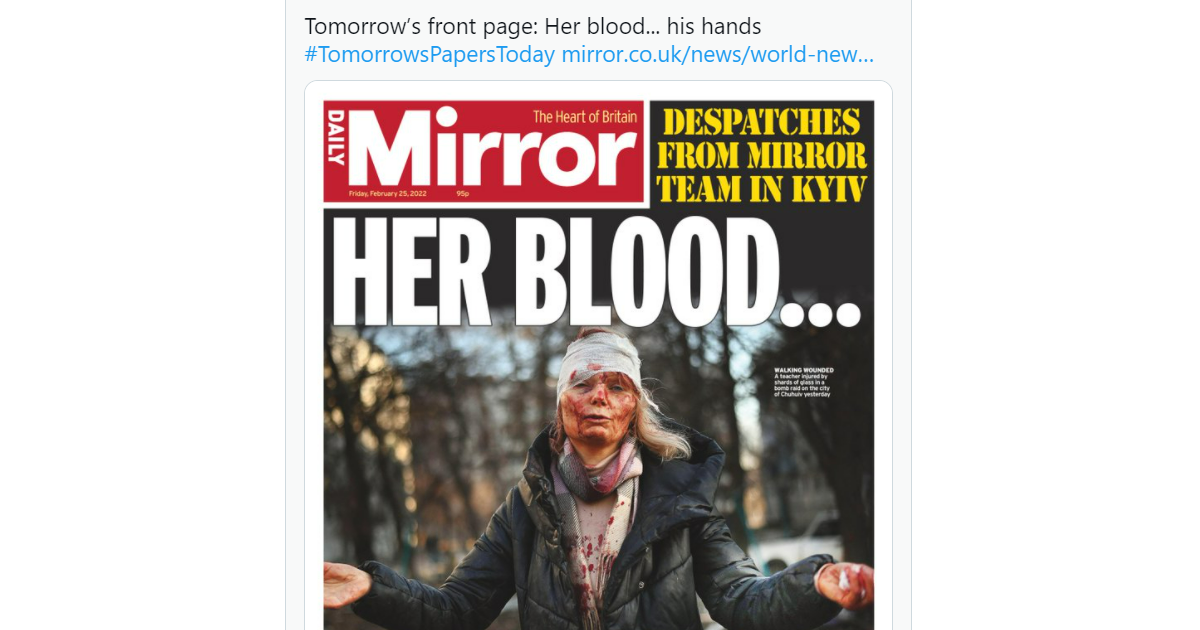 Tomorrow’s front page: Her blood... his hands
#TomorrowsPapersToday mirror.co.uk/news/world-new…
DAILY
Mirror
The Heart of Britain
Friday, February 25, 2022 95p
DESPATCHES
FROM MIRROR
TEAM IN KYIV
HER BLOOD...
WALKING WOUNDED
A teacher injured by
shards of glass in a
bomb raid on the city
of Chuhuiv yesterday